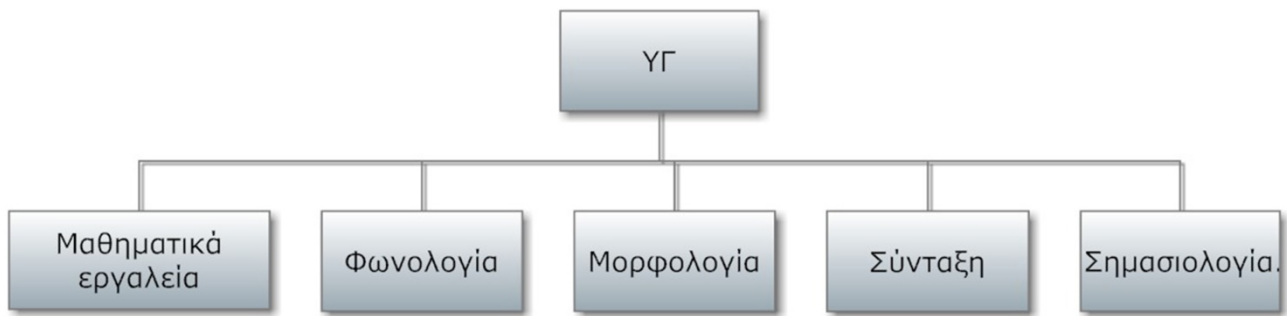 ΥΓ
Μαθηματικά
εργαλεία
Φωνολογία
Μορφολογία
Σύνταξη
Σημασιολογία.